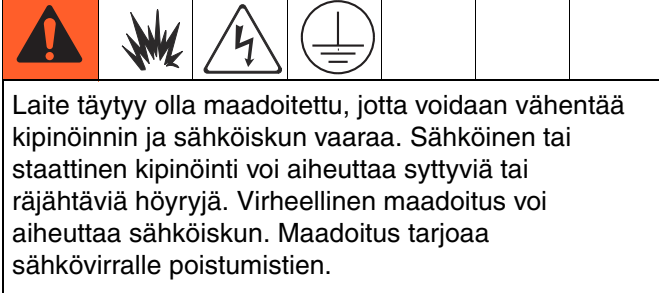 Laite täytyy olla maadoitettu, jotta voidaan vähentää
kipinöinnin ja sähköiskun vaaraa. Sähköinen tai
staattinen kipinöinti voi aiheuttaa syttyviä tai
räjähtäviä höyryjä. Virheellinen maadoitus voi
aiheuttaa sähköiskun. Maadoitus tarjoaa
sähkövirralle poistumistien.